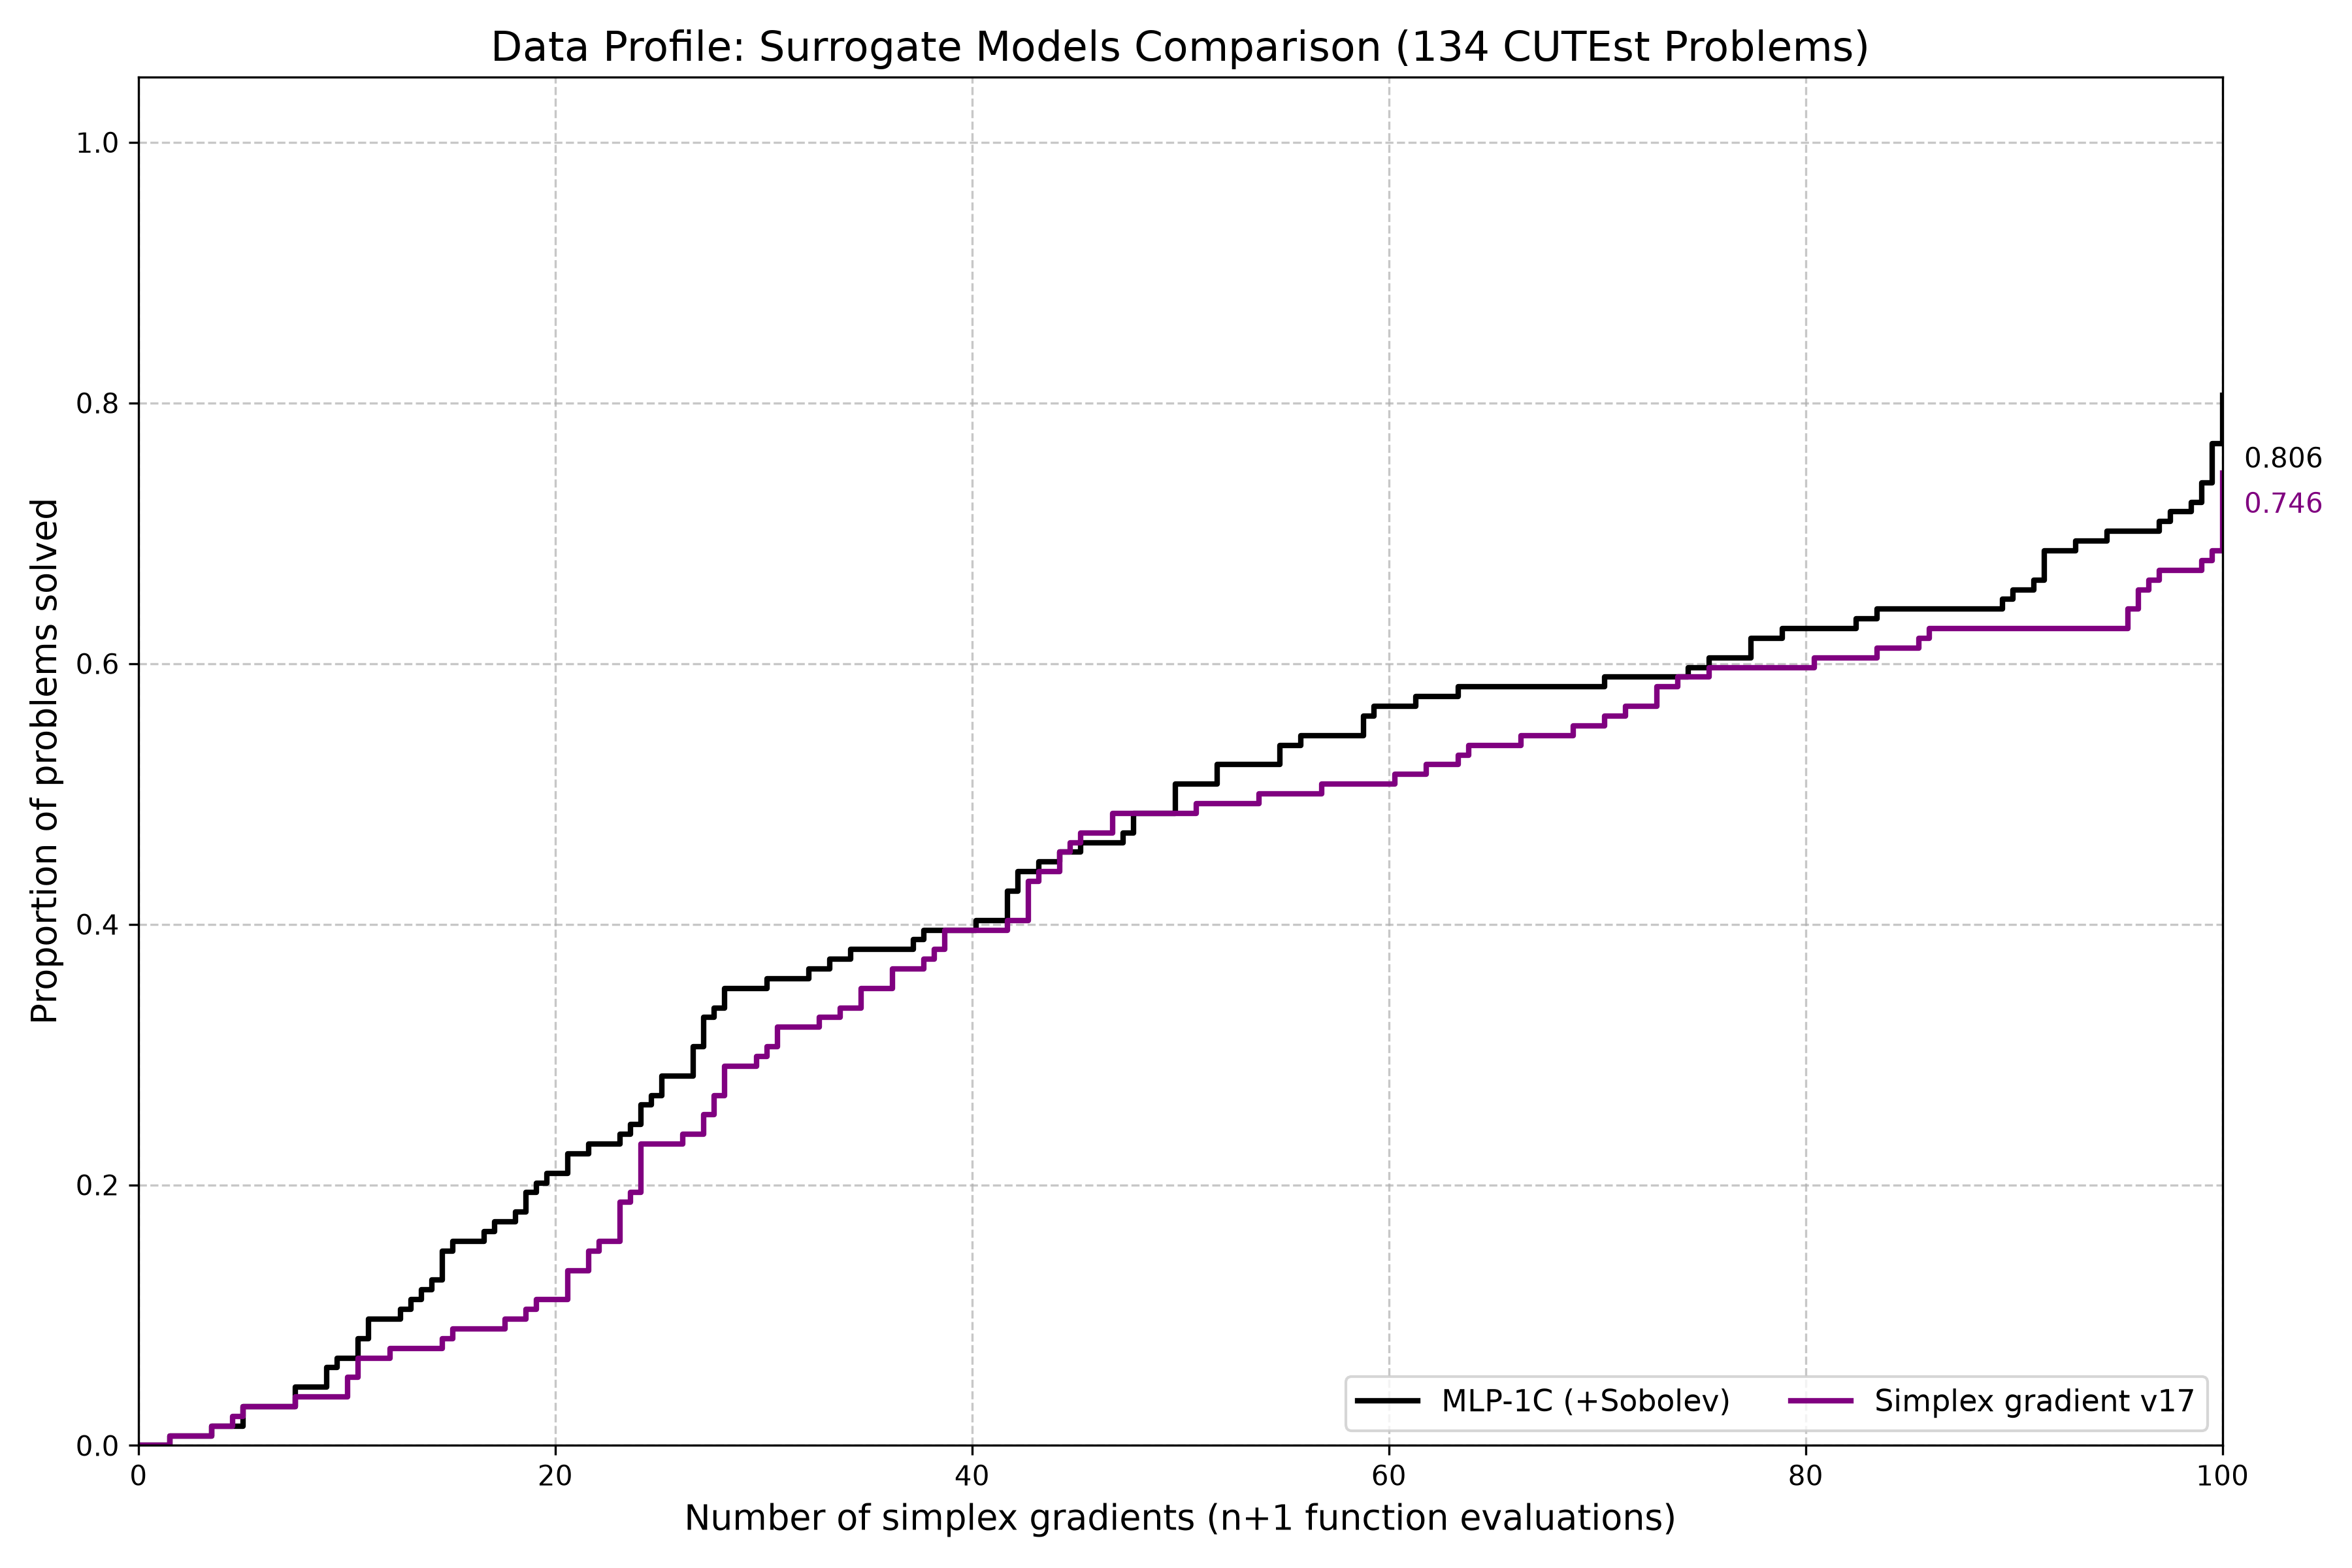 Data Profile: Surrogate Models Comparison (134 CUTEst Problems)
Proportion of problems solved
1.0
0.8
0.6
0.4
0.2
0.0
0.806
0.746
MLP-1C (+Sobolev)
Simplex gradient v17
0
20
40
60
80
100
Number of simplex gradients (n+1 function evaluations)